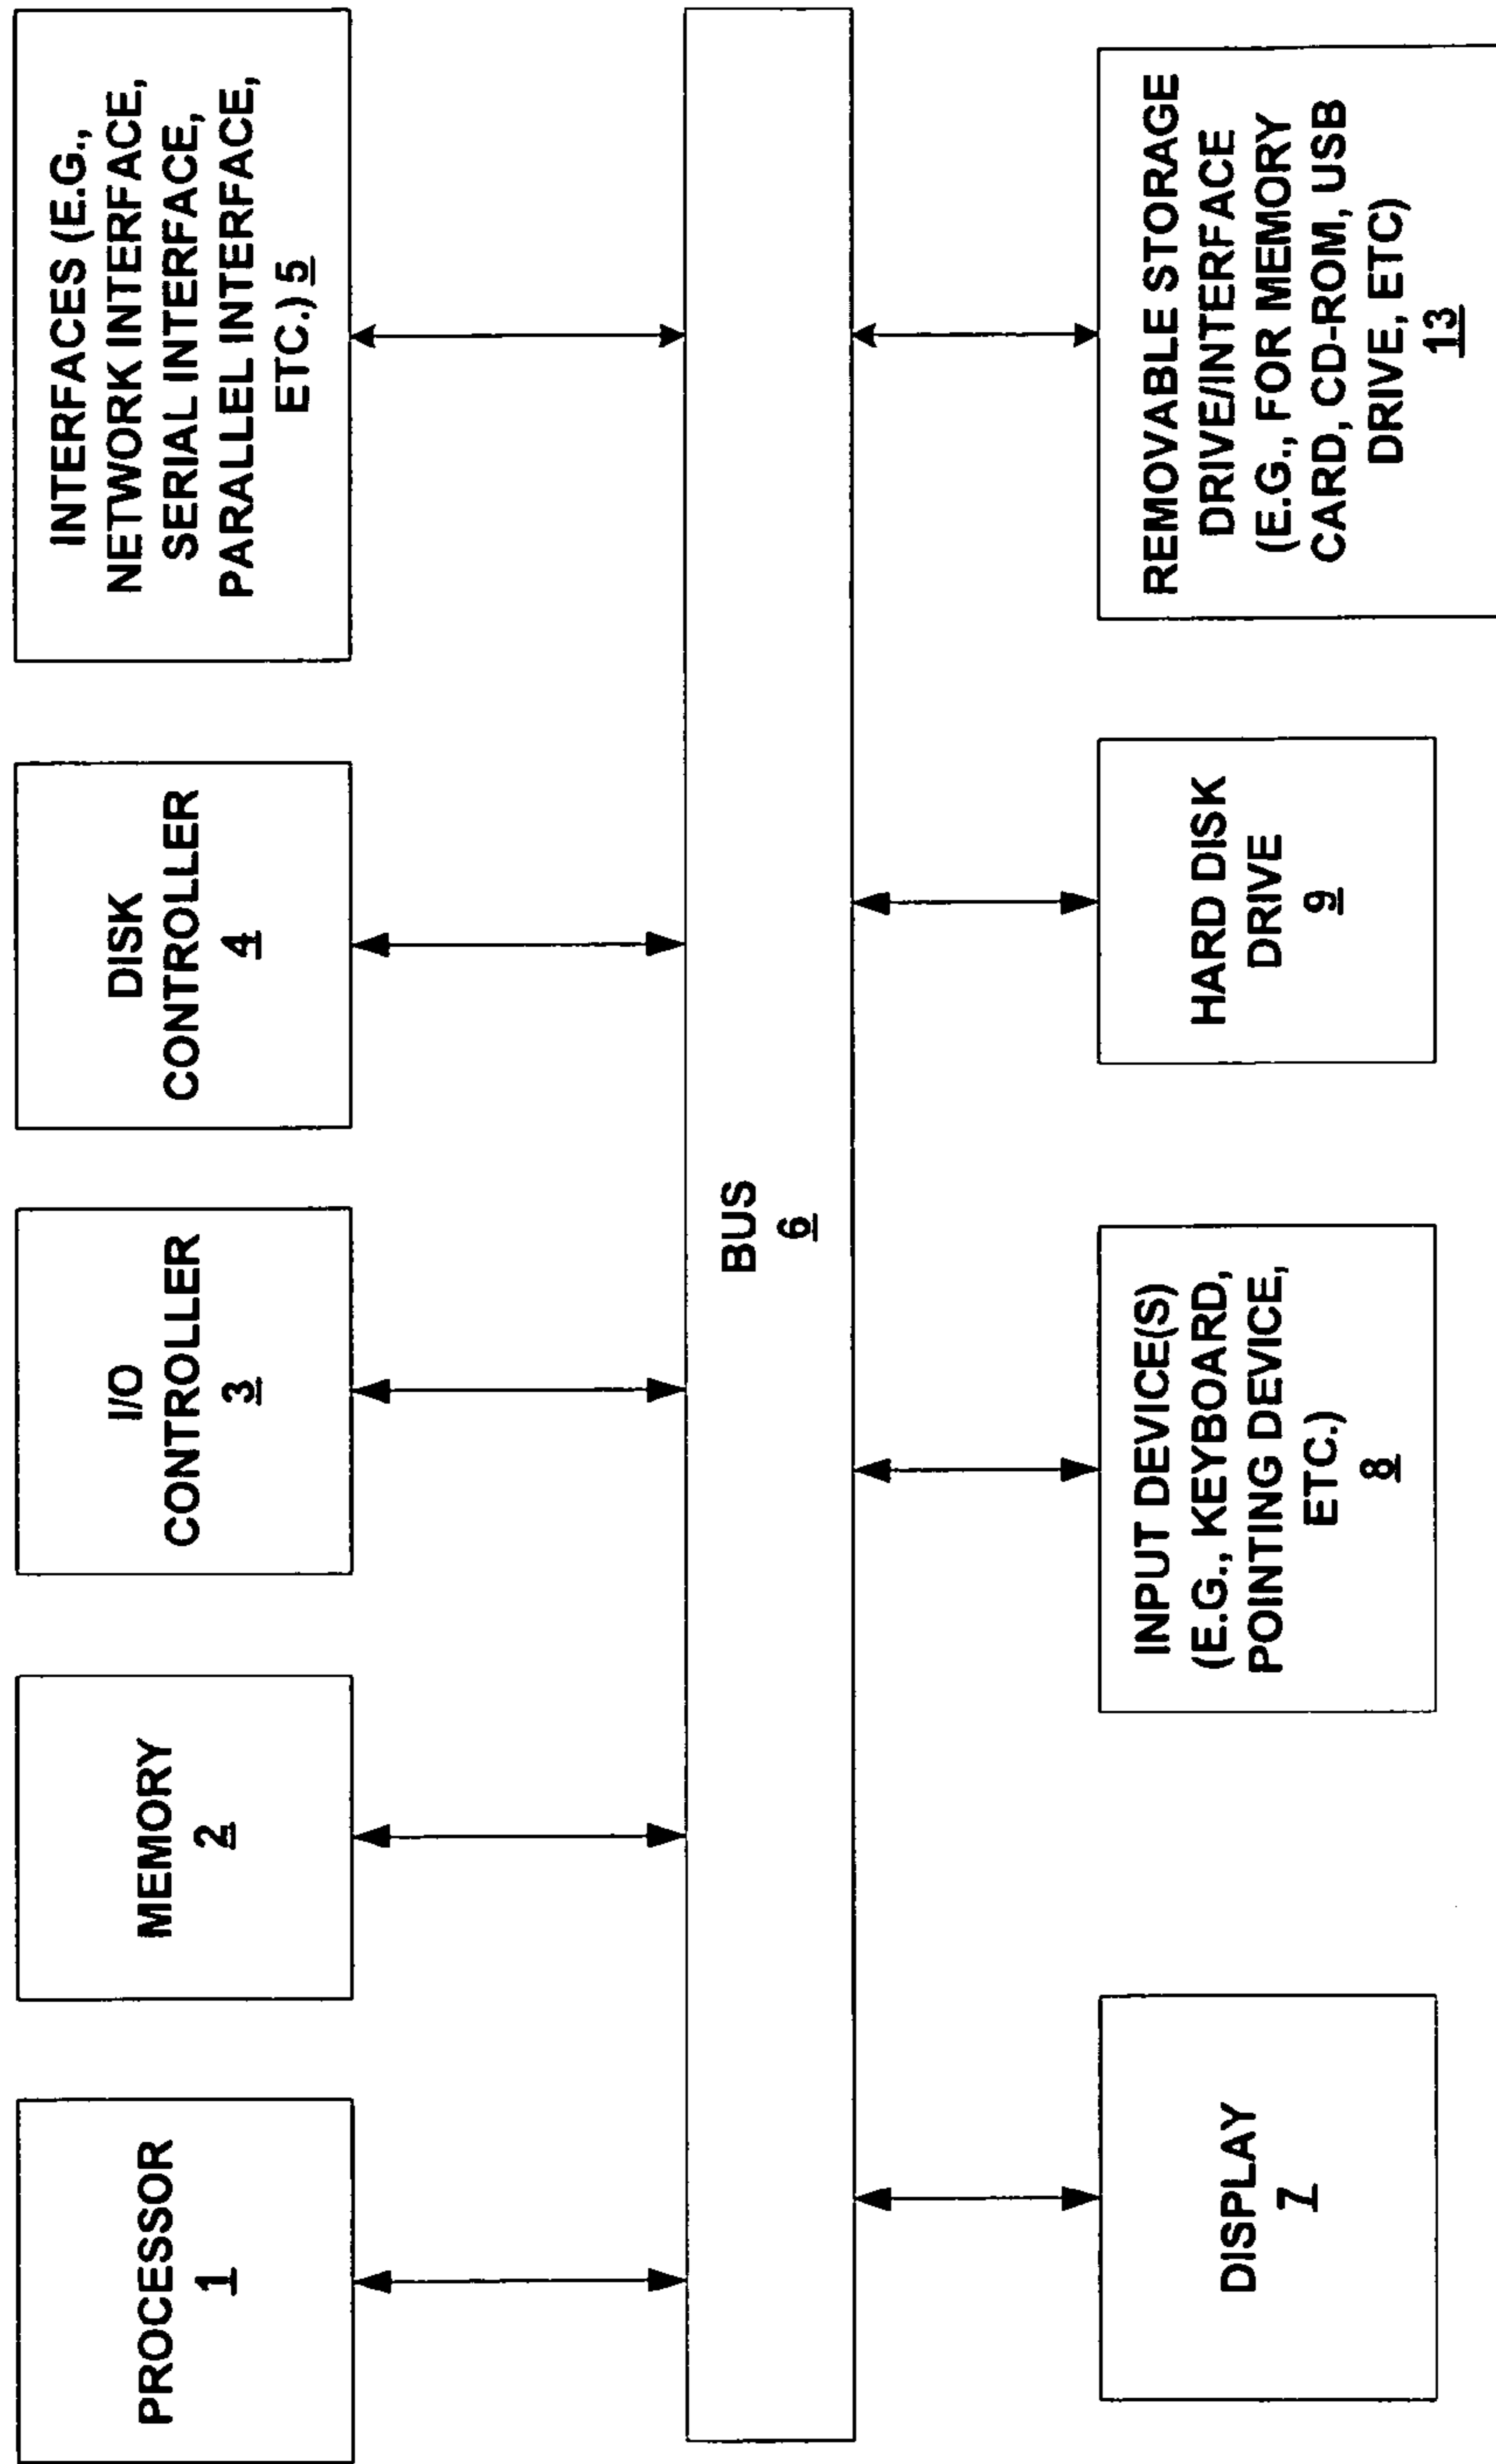 PROCESSOR
1
MEMORY
2
I/O
CONTROLLER
3
DISK
CONTROLLER
4
INTERFACES (E.G.,
NETWORK INTERFACE,
SERIAL INTERFACE,
PARALLEL INTERFACE,
ETC.) 5
BUS
6
DISPLAY
7
INPUT DEVICE(S)
(E.G., KEYBOARD,
POINTING DEVICE,
ETC.)
8
HARD DISK
DRIVE
9
REMOVABLE STORAGE
DRIVE/INTERFACE
(E.G., FOR MEMORY
CARD, CD-ROM, USB
DRIVE, ETC)
13